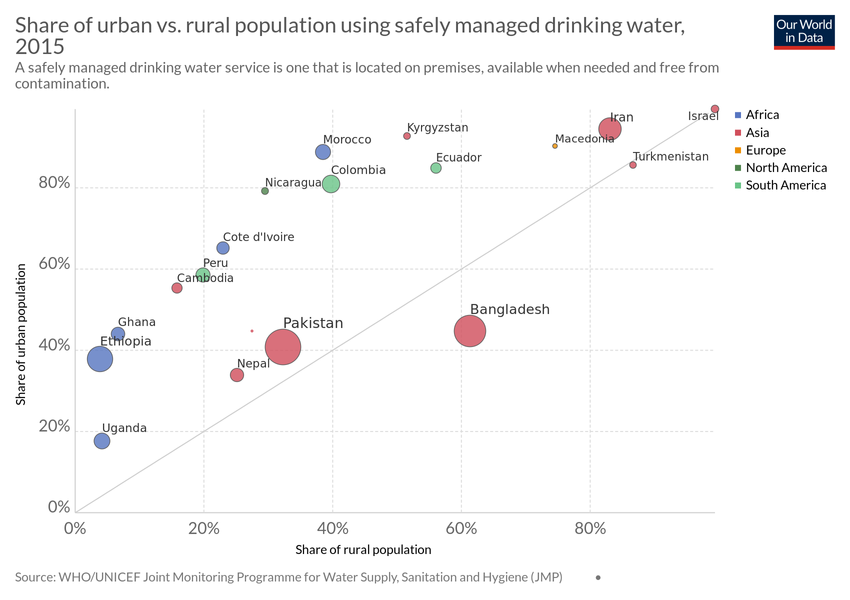 Share of urban vs. rural population using safely managed drinking water,
2015
Our World
in Data
A safely managed drinking water service is one that is located on premises, available when needed and free from
contamination.
Africa
Asia
Europe
North America
South America
Israel
Iran
Kyrgyzstan
Macedonia
Morocco
Ecuador
Turkmenistan
Colombia
Nicaragua
80%
Cote d'Ivoire
Peru
60%
Cambodia
Bangladesh
Ghana
Pakistan
Ethiopia
40%
Nepal
Uganda
20%
0%
Share of urban population
0%
20%
40%
60%
80%
Share of rural population
Source: WHO/UNICEF Joint Monitoring Programme for Water Supply, Sanitation and Hygiene (JMP) •